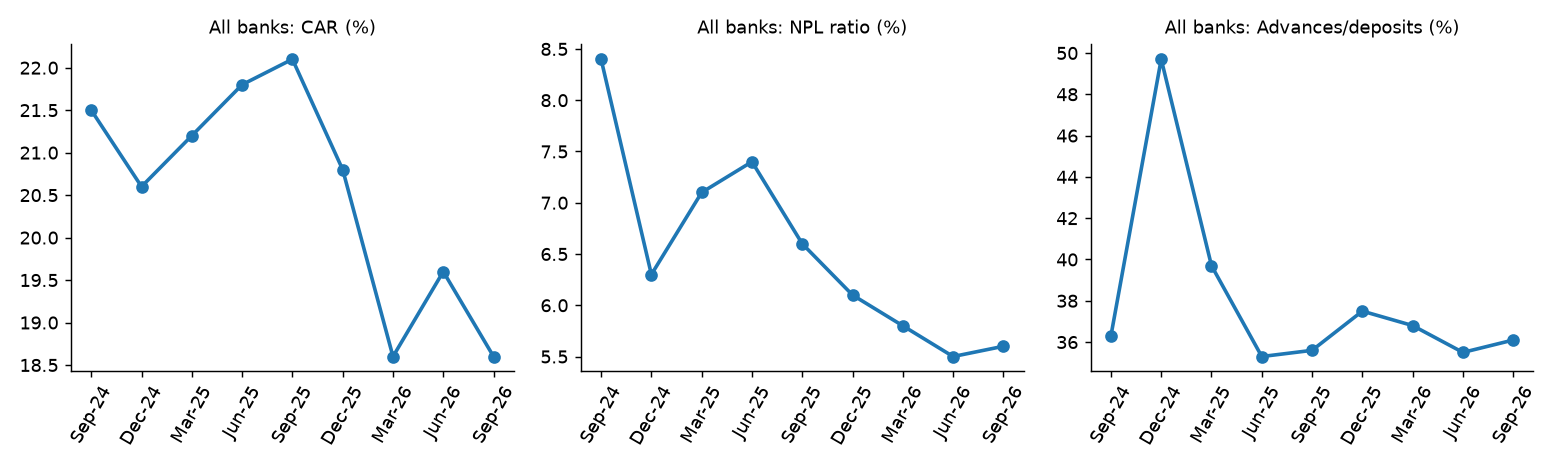 All banks: CAR (%)
22.0
21.5
21.0
20.5
20.0
19.5
19.0
18.5
Sep-24
Dec-24
Mar-25
Jun-25
Sep-25
Dec-25
Mar-26
Jun-26
Sep-26
All banks: NPL ratio (%)
8.5
8.0
7.5
7.0
6.5
6.0
5.5
Sep-24
Dec-24
Mar-25
Jun-25
Sep-25
Dec-25
Mar-26
Jun-26
Sep-26
All banks: Advances/deposits (%)
50
48
46
44
42
40
38
36
Sep-24
Dec-24
Mar-25
Jun-25
Sep-25
Dec-25
Mar-26
Jun-26
Sep-26